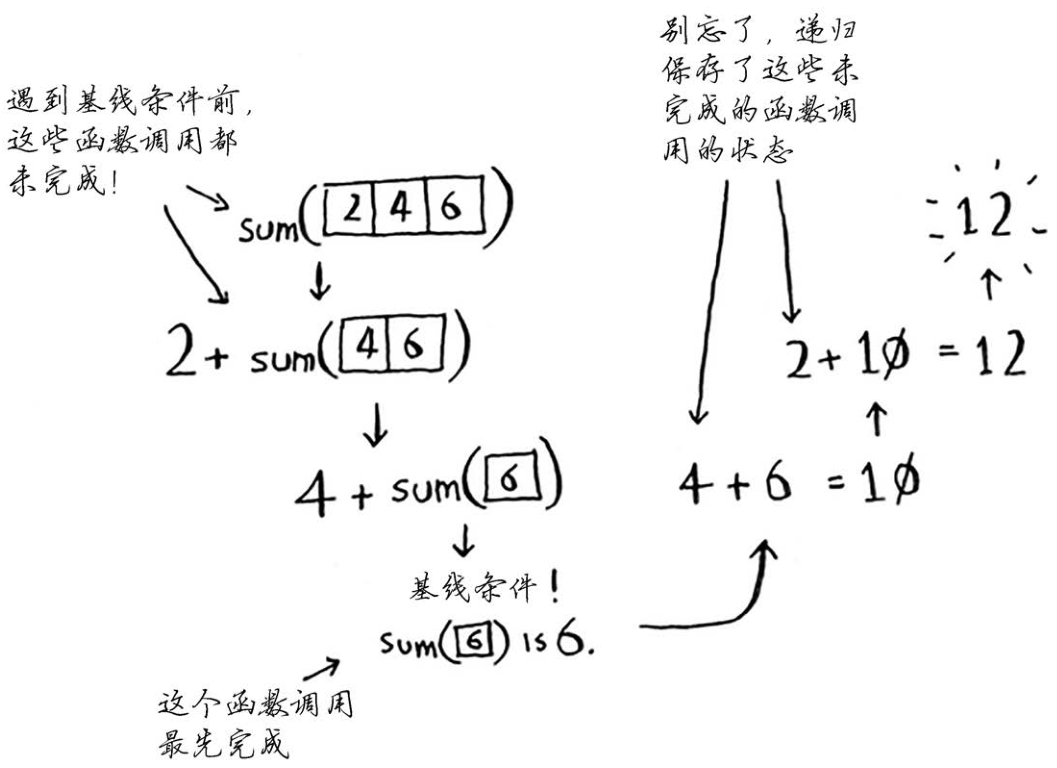 遇到基线条件前,
这些函数调用都
未完成!
sum([2 4 6])
2 + sum([4 6])
4 + sum([6])
基线条件!
sum([6]) is 6.
这个函数调用
最先完成
别忘了，递归
保存了这些未
完成的函数调
用的状态
4 + 6 = 10
2 + 10 = 12
12